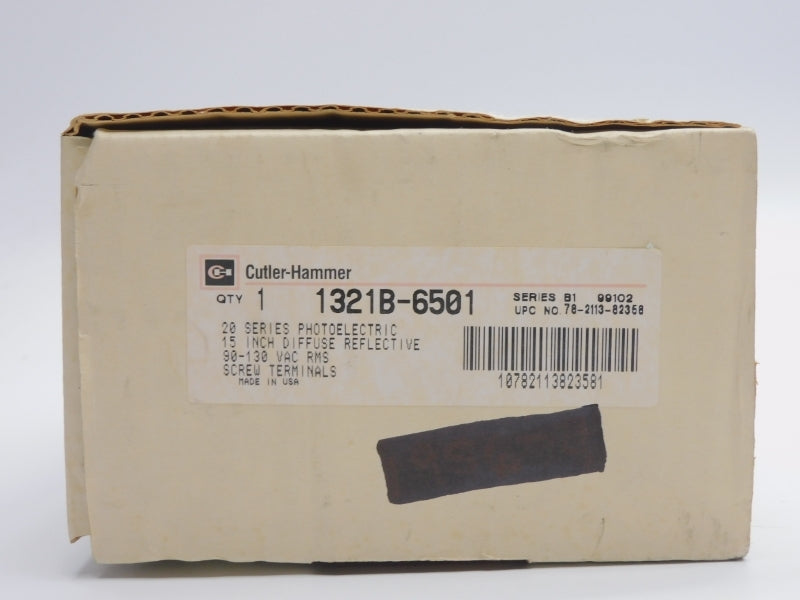 Cutler-Hammer
QTY 1 1321B-6501 SERIES B1 99102
UPC NO. 78-2113-82358
20 SERIES PHOTOELECTRIC
15 INCH DIFFUSE REFLECTIVE
90-130 VAC RMS
SCREW TERMINALS
MADE IN USA
10782113823581